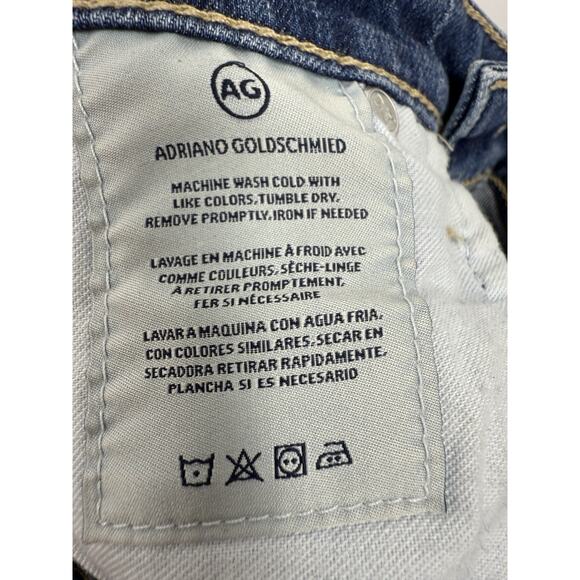 AG
ADRIANO GOLDSCHMIED
MACHINE WASH COLD WITH
LIKE COLORS, TUMBLE DRY,
REMOVE PROMPTLY, IRON IF NEEDED
LAVAGE EN MACHINE À FROID AVEC
COMME COULEURS, SÈCHE-LINGE
À RETIRER PROMPTEMENT,
FER SI NÉCESSAIRE
LAVAR A MAQUINA CON AGUA FRIA,
CON COLORES SIMILARES, SECAR EN
SECADORA RETIRAR RAPIDAMENTE,
PLANCHA SI ES NECESARIO